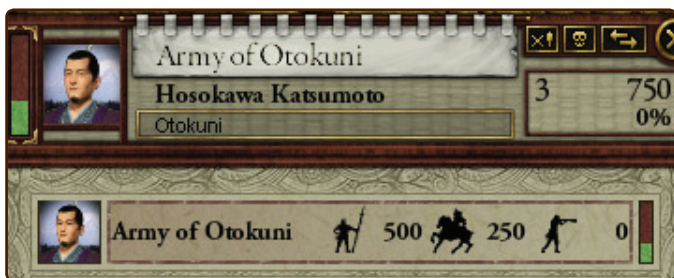 Army of Otokuni
Hosokawa Katsumoto
Otokuni
3 750
0%
Army of Otokuni 500 250 0